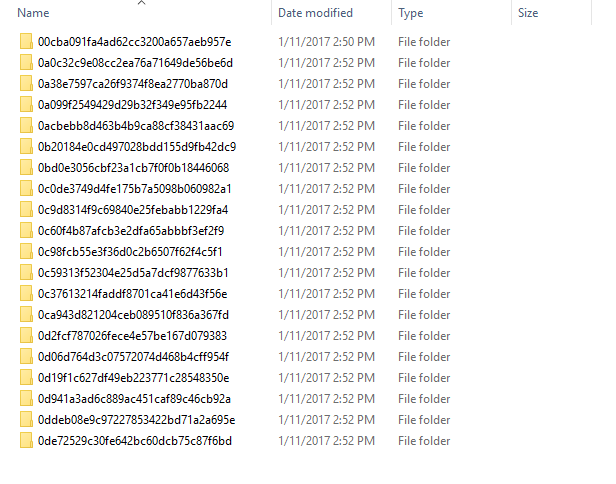 Name Date modified Type Size
00cba091fa4ad62cc3200a657aeb957e 1/11/2017 2:50 PM File folder
0a0c32c9e08cc2ea76a71649de56be6d 1/11/2017 2:52 PM File folder
0a38e7597ca26f9374f8ea2770ba870d 1/11/2017 2:52 PM File folder
0a099f2549429d29b32f349e95fb2244 1/11/2017 2:52 PM File folder
0acbebb8d463b4b9ca88cf38431aac69 1/11/2017 2:52 PM File folder
0b20184e0cd497028bdd155d9fb42dc9 1/11/2017 2:52 PM File folder
0bd0e3056cbf23a1cb7f0f0b18446068 1/11/2017 2:52 PM File folder
0c0de3749d4fe175b7a5098b060982a1 1/11/2017 2:52 PM File folder
0c9d8314f9c69840e25febabb1229fa4 1/11/2017 2:52 PM File folder
0c60f4b87afcb3e2dfa65abbbf3ef2f9 1/11/2017 2:52 PM File folder
0c98fcb55e3f36d0c2b6507f62f4c5f1 1/11/2017 2:52 PM File folder
0c59313f52304e25d5a7dcf9877633b1 1/11/2017 2:52 PM File folder
0c37613214faddf8701ca41e6d43f56e 1/11/2017 2:52 PM File folder
0ca943d821204ceb089510f836a367fd 1/11/2017 2:52 PM File folder
0d2fcf787026fece4e57be167d079383 1/11/2017 2:52 PM File folder
0d06d764d3c07572074d468b4cff954f 1/11/2017 2:52 PM File folder
0d19f1c627df49eb223771c28548350e 1/11/2017 2:52 PM File folder
0d941a3ad6c889ac451caf89c46cb92a 1/11/2017 2:52 PM File folder
0ddeb08e9c97227853422bd71a2a695e 1/11/2017 2:52 PM File folder
0de72529c30fe642bc60dcb75c87f6bd 1/11/2017 2:52 PM File folder